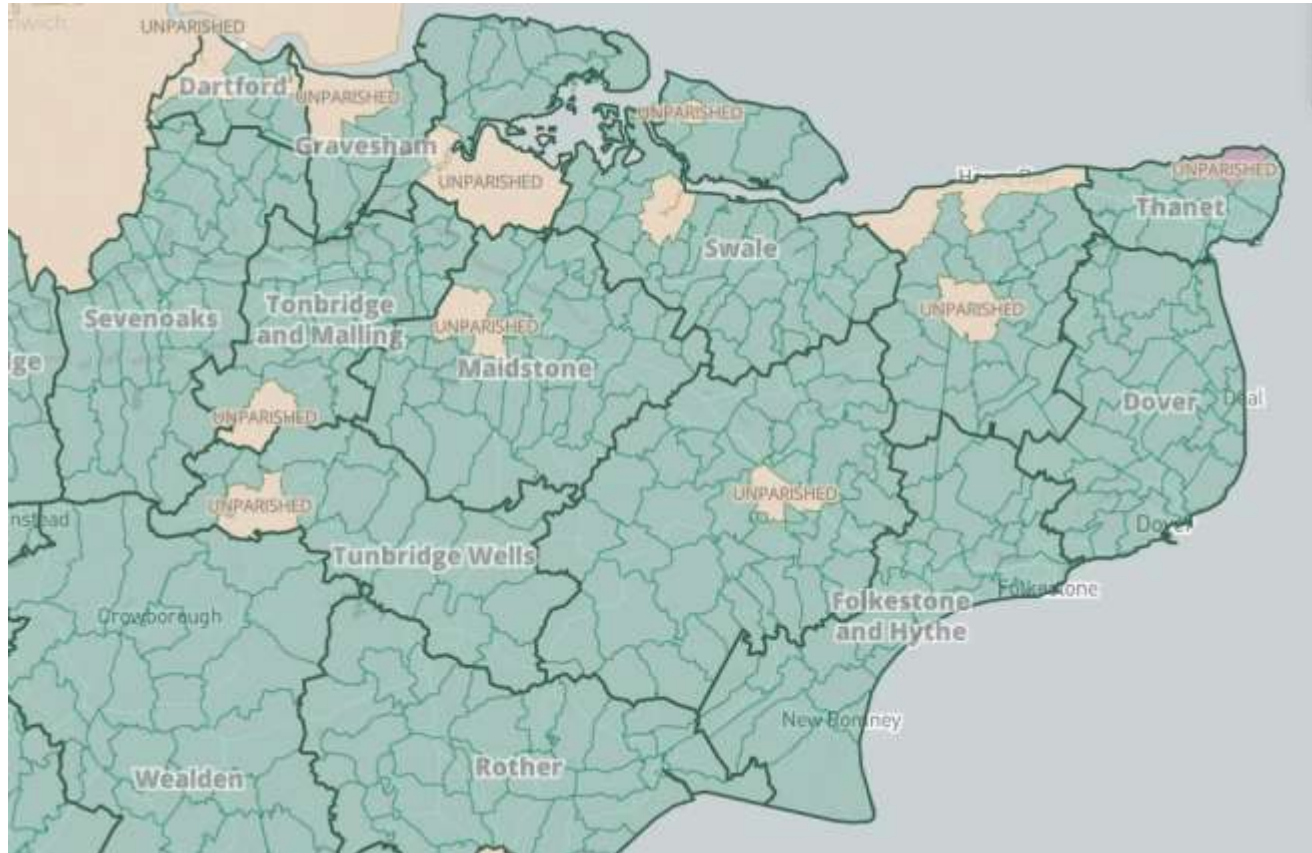 UNPARISHED
Dartford
UNPARISHED
Gravesham
UNPARISHED
UNPARISHED
UNPARISHED
Thanet
Swale
Sevenoaks
Tonbridge
and Malling
UNPARISHED
Maidstone
UNPARISHED
UNPARISHED
Dover
Deal
UNPARISHED
UNPARISHED
nstead
Dover
Tunbridge Wells
Crowborough
Folkestone
Folkestone
and Hythe
New Romney
Rother
Wealden